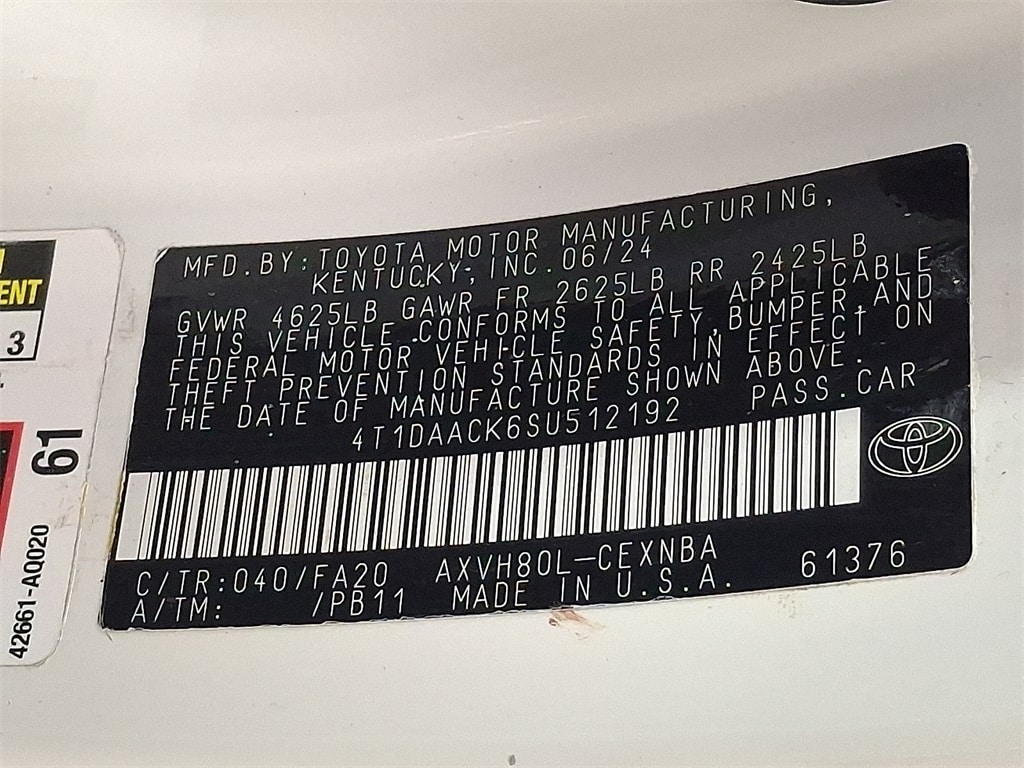 MFD.BY:TOYOTA MOTOR MANUFACTURING,
KENTUCKY, INC. 06/24
GVWR 4625LB GAWR FR 2625LB RR 2425LB
THIS VEHICLE CONFORMS TO ALL APPLICABLE
FEDERAL MOTOR VEHICLE SAFETY, BUMPER, AND
THEFT PREVENTION STANDARDS IN EFFECT ON
THE DATE OF MANUFACTURE SHOWN ABOVE.
4T1DAACK6SU512192 PASS.CAR
C/TR:040/FA20 AXVH80L-CEXNBA 61376
A/TM: /PB11 MADE IN U.S.A.
ENT
3
61
42661-AQ020